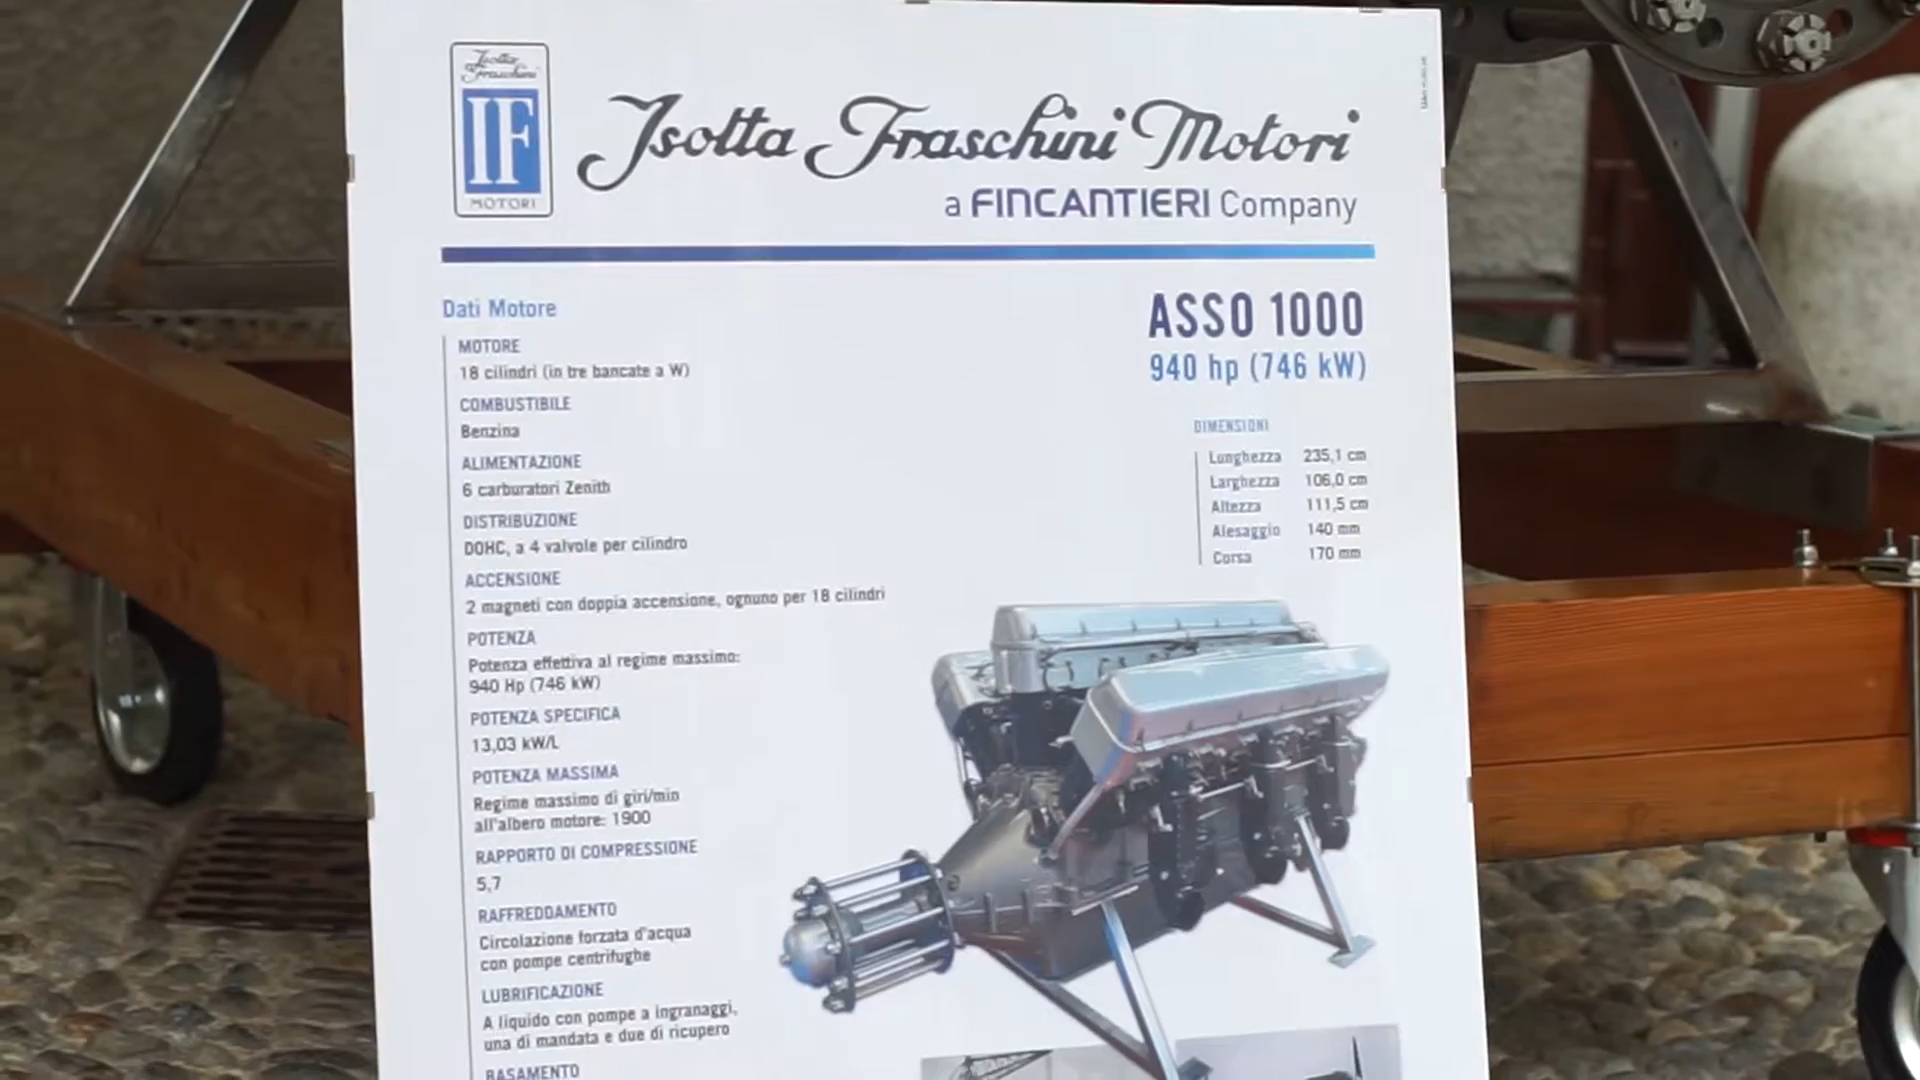 Isotta
Fraschini
IF
MOTORI
Isotta Fraschini Motori
a FINCANTIERI Company
Dati Motore
MOTORE
18 cilindri (in tre bancate a W)
COMBUSTIBILE
Benzina
ALIMENTAZIONE
6 carburatori Zenith
DISTRIBUZIONE
DOHC, a 4 valvole per cilindro
ACCENSIONE
2 magneti con doppia accensione, ognuno per 18 cilindri
POTENZA
Potenza effettiva al regime massimo:
940 Hp (746 kW)
POTENZA SPECIFICA
13,03 kW/L
POTENZA MASSIMA
Regime massimo di giri/min
all'albero motore: 1900
RAPPORTO DI COMPRESSIONE
5,7
RAFFREDDAMENTO
Circolazione forzata d'acqua
con pompe centrifughe
LUBRIFICAZIONE
A liquido con pompe a ingranaggi,
una di mandata e due di ricupero
BASAMENTO
ASSO 1000
940 hp (746 kW)
DIMENSIONI
Lunghezza 235,1 cm
Larghezza 106,0 cm
Altezza 111,5 cm
Alesaggio 140 mm
Corsa 170 mm